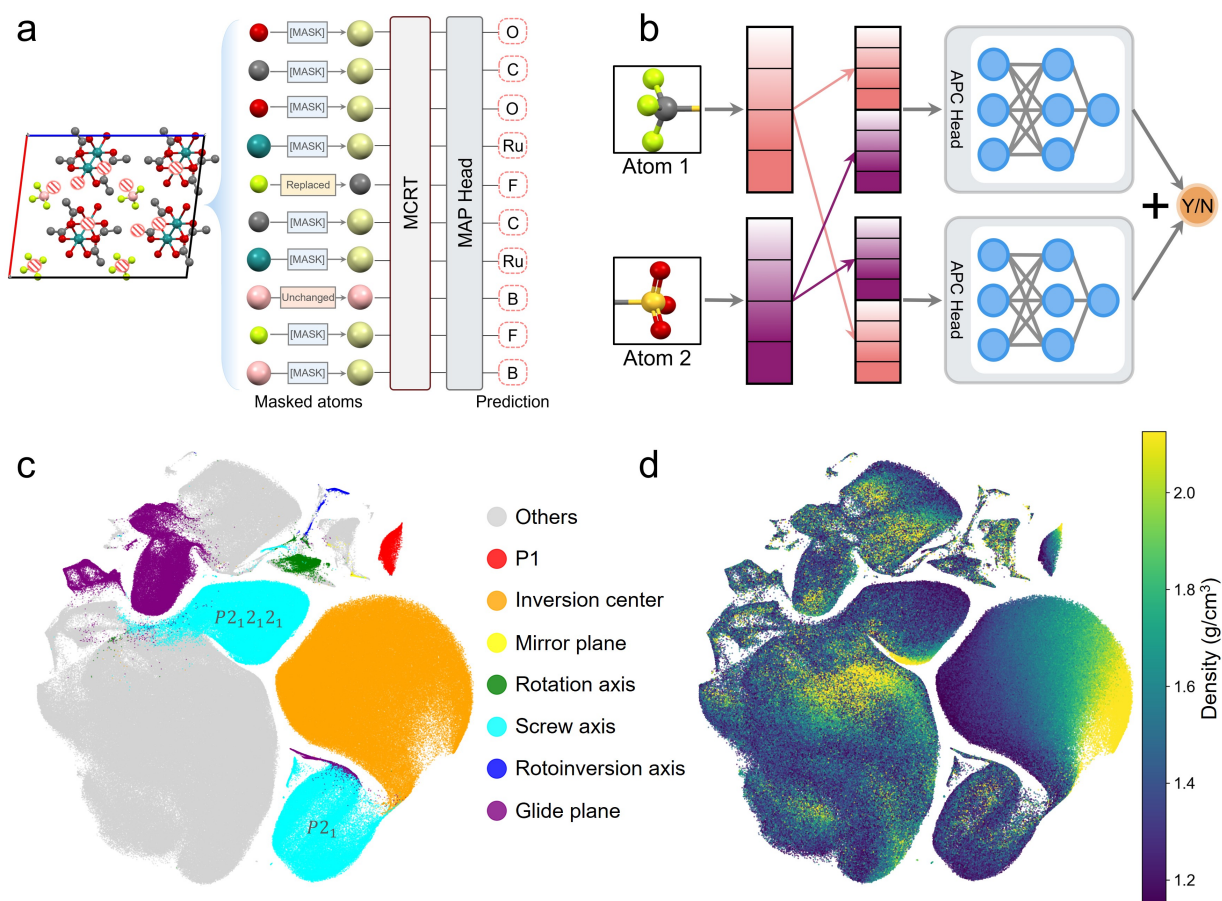 a
[MASK]
[MASK]
[MASK]
[MASK]
Replaced
[MASK]
[MASK]
Unchanged
[MASK]
[MASK]
Masked atoms
MCRT
MAP Head
O
C
O
Ru
F
C
Ru
B
F
B
Prediction
b
Atom 1
Atom 2
APC Head
APC Head
+
Y/N
c
P2₁2₁2₁
P2₁
Others
P1
Inversion center
Mirror plane
Rotation axis
Screw axis
Rotoinversion axis
Glide plane
d
2.0
1.8
1.6
1.4
1.2
Density (g/cm³)